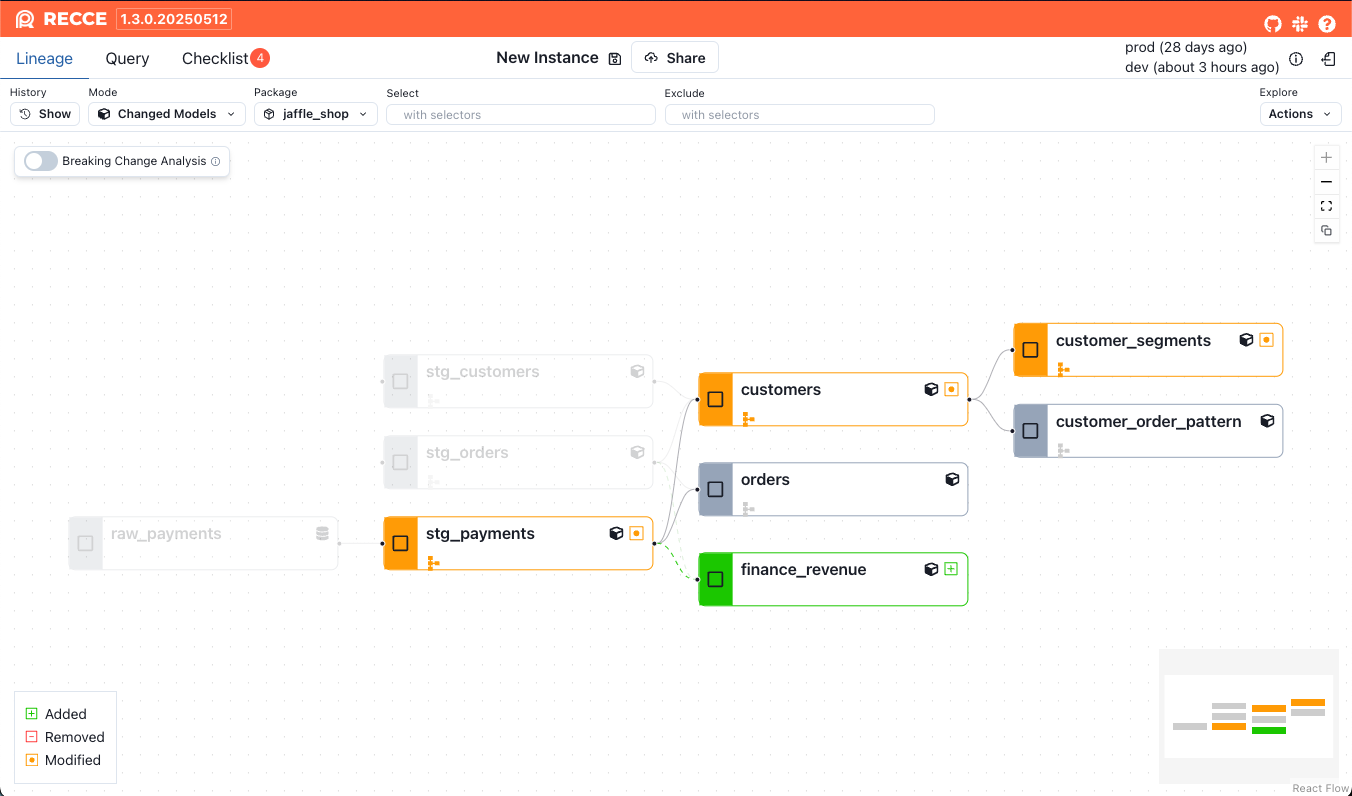 RECCE 1.3.0.20250512
Lineage Query Checklist 4 New Instance Share
prod (28 days ago)
dev (about 3 hours ago)
History Mode Package Select Exclude Explore
Show Changed Models jaffle_shop with selectors with selectors Actions
Breaking Change Analysis
customer_segments
stg_customers
customers
customer_order_pattern
stg_orders
orders
raw_payments
stg_payments
finance_revenue
Added
Removed
Modified
React Flow